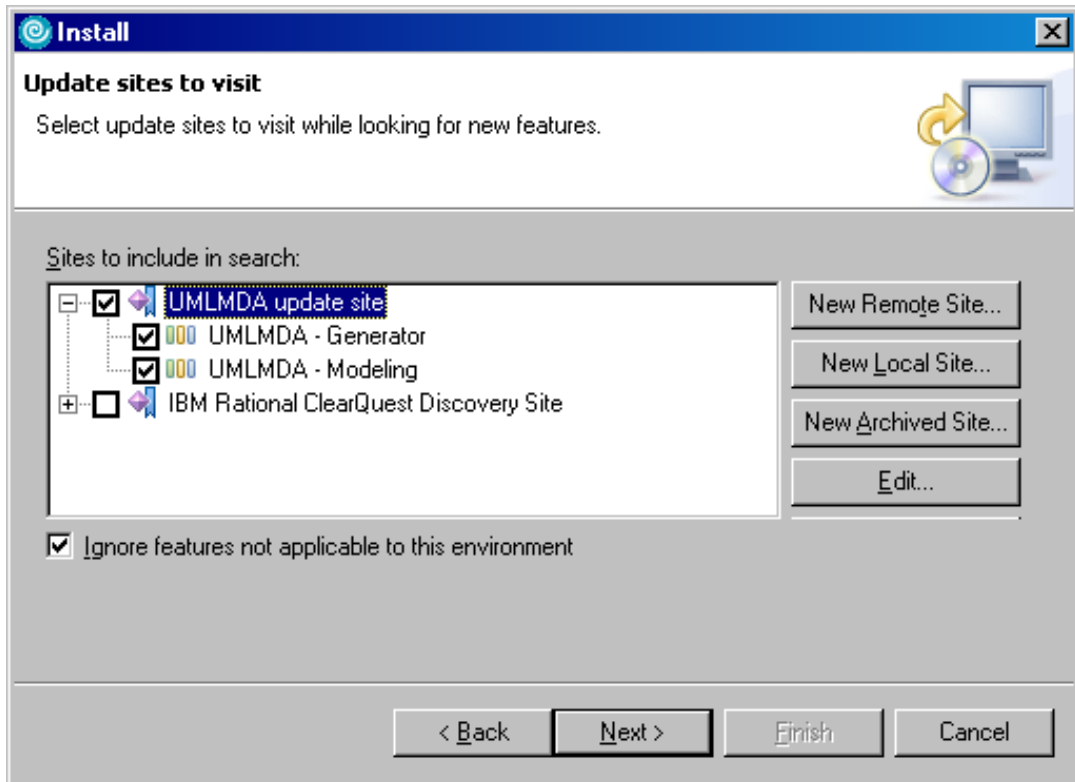 Install
Update sites to visit
Select update sites to visit while looking for new features.
Sites to include in search:
UMLMDA update site
UMLMDA - Generator
UMLMDA - Modeling
IBM Rational ClearQuest Discovery Site
New Remote Site...
New Local Site...
New Archived Site...
Edit...
Ignore features not applicable to this environment
< Back
Next >
Finish
Cancel